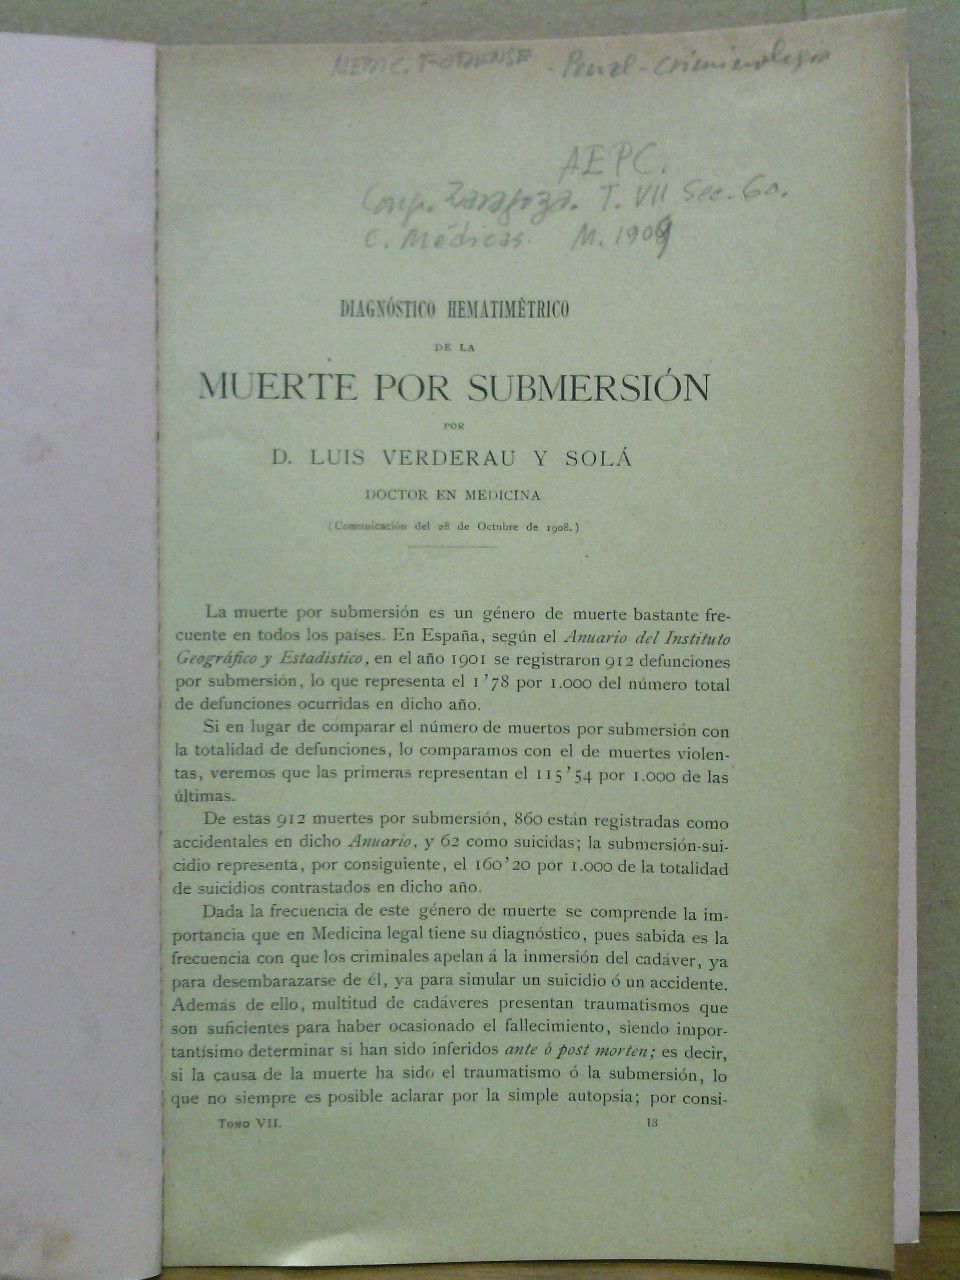 MEDIC. FORENSE - Penal-Criminología
AEPC.
Cong. Zaragoza. T. VII Sec. 6a.
C. Médicas. M. 1909
DIAGNÓSTICO HEMATIMÉTRICO
DE LA
MUERTE POR SUBMERSIÓN
POR
D. LUIS VERDERAU Y SOLÁ
DOCTOR EN MEDICINA
(Comunicación del 28 de Octubre de 1908.)
La muerte por submersión es un género de muerte bastante fre-
cuente en todos los países. En España, según el Anuario del Instituto
Geográfico y Estadístico, en el año 1901 se registraron 912 defunciones
por submersión, lo que representa el 1'78 por 1.000 del número total
de defunciones ocurridas en dicho año.
Si en lugar de comparar el número de muertos por submersión con
la totalidad de defunciones, lo comparamos con el de muertes violen-
tas, veremos que las primeras representan el 115'54 por 1.000 de las
últimas.
De estas 912 muertes por submersión, 860 están registradas como
accidentales en dicho Anuario, y 62 como suicidas; la submersión-sui-
cidio representa, por consiguiente, el 160'20 por 1.000 de la totalidad
de suicidios contrastados en dicho año.
Dada la frecuencia de este género de muerte se comprende la im-
portancia que en Medicina legal tiene su diagnóstico, pues sabida es la
frecuencia con que los criminales apelan á la inmersión del cadáver, ya
para desembarazarse de él, ya para simular un suicidio ó un accidente.
Además de ello, multitud de cadáveres presentan traumatismos que
son suficientes para haber ocasionado el fallecimiento, siendo impor-
tantísimo determinar si han sido inferidos ante ó post morten; es decir,
si la causa de la muerte ha sido el traumatismo ó la submersión, lo
que no siempre es posible aclarar por la simple autopsia; por consi-
TOMO VII. 13